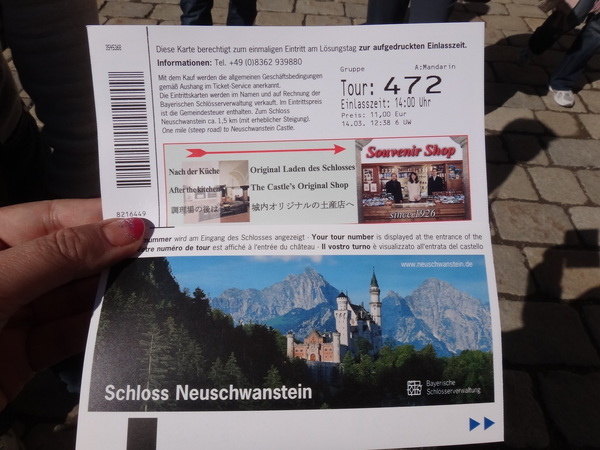 Diese Karte berechtigt zum einmaligen Eintritt am Lösungstag zur aufgedruckten Einlasszeit.
Informationen: Tel. +49 (0)8362 939880
Mit dem Kauf werden die allgemeinen Geschäftsbedingungen
gemäß Aushang im Ticket-Service anerkannt.
Die Eintrittskarten werden im Namen und auf Rechnung der
Bayerischen Schlösserverwaltung verkauft. Im Eintrittspreis
ist die Gemeindesteuer enthalten. Zum Schloss
Neuschwanstein ca. 1,5 km (mit erheblicher Steigung).
One mile (steep road) to Neuschwanstein Castle.
Gruppe A:Mandarin
Tour: 472
Einlasszeit: 14:00 Uhr
Preis: 11,00 Eur
14.03. 12:38 6 UW
8216449
Nach der Küche Original Laden des Schlosses
After the kitchen The Castle's Original Shop
調理場の後は 城内オリジナルの土産店へ
Souvenir Shop
since 1926
nummer wird am Eingang des Schlosses angezeigt · Your tour number is displayed at the entrance of the
tre numéro de tour est affiché à l'entrée du château · Il vostro turno è visualizzato all'entrata del castello
www.neuschwanstein.de
Schloss Neuschwanstein
Bayerische
Schlösserverwaltung